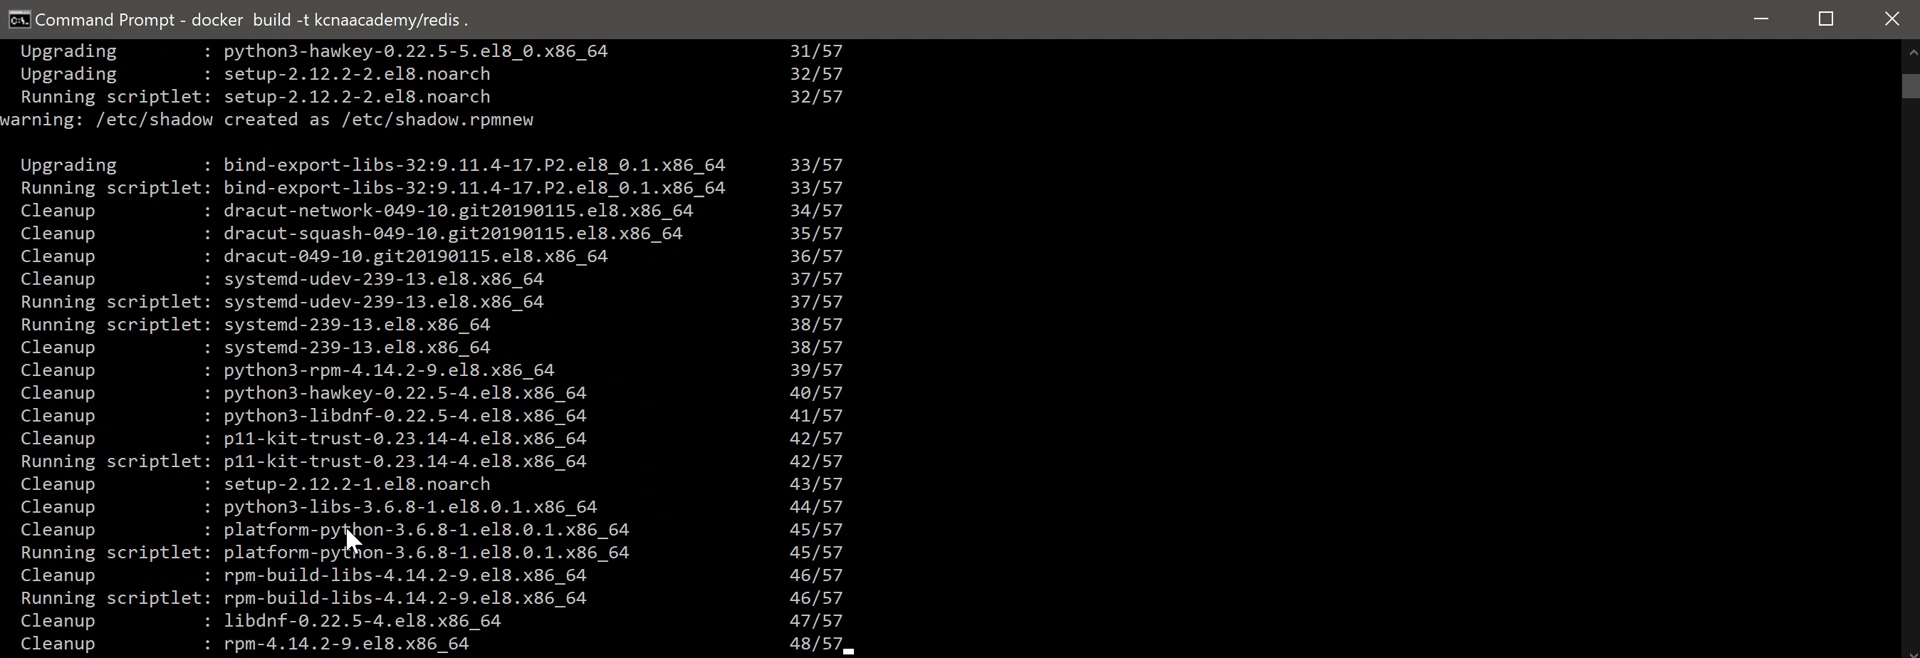 Command Prompt - docker  build -t kcnaacademy/redis .
Upgrading        : python3-hawkey-0.22.5-5.el8_0.x86_64                 31/57
Upgrading        : setup-2.12.2-2.el8.noarch                            32/57
Running scriptlet: setup-2.12.2-2.el8.noarch                            32/57
warning: /etc/shadow created as /etc/shadow.rpmnew
Upgrading        : bind-export-libs-32:9.11.4-17.P2.el8_0.1.x86_64      33/57
Running scriptlet: bind-export-libs-32:9.11.4-17.P2.el8_0.1.x86_64      33/57
Cleanup          : dracut-network-049-10.git20190115.el8.x86_64         34/57
Cleanup          : dracut-squash-049-10.git20190115.el8.x86_64          35/57
Cleanup          : dracut-049-10.git20190115.el8.x86_64                 36/57
Cleanup          : systemd-udev-239-13.el8.x86_64                       37/57
Running scriptlet: systemd-udev-239-13.el8.x86_64                       37/57
Running scriptlet: systemd-239-13.el8.x86_64                            38/57
Cleanup          : systemd-239-13.el8.x86_64                            38/57
Cleanup          : python3-rpm-4.14.2-9.el8.x86_64                      39/57
Cleanup          : python3-hawkey-0.22.5-4.el8.x86_64                   40/57
Cleanup          : python3-libdnf-0.22.5-4.el8.x86_64                   41/57
Cleanup          : p11-kit-trust-0.23.14-4.el8.x86_64                   42/57
Running scriptlet: p11-kit-trust-0.23.14-4.el8.x86_64                   42/57
Cleanup          : setup-2.12.2-1.el8.noarch                            43/57
Cleanup          : python3-libs-3.6.8-1.el8.0.1.x86_64                  44/57
Cleanup          : platform-python-3.6.8-1.el8.0.1.x86_64               45/57
Running scriptlet: platform-python-3.6.8-1.el8.0.1.x86_64               45/57
Cleanup          : rpm-build-libs-4.14.2-9.el8.x86_64                   46/57
Running scriptlet: rpm-build-libs-4.14.2-9.el8.x86_64                   46/57
Cleanup          : libdnf-0.22.5-4.el8.x86_64                           47/57
Cleanup          : rpm-4.14.2-9.el8.x86_64                              48/57